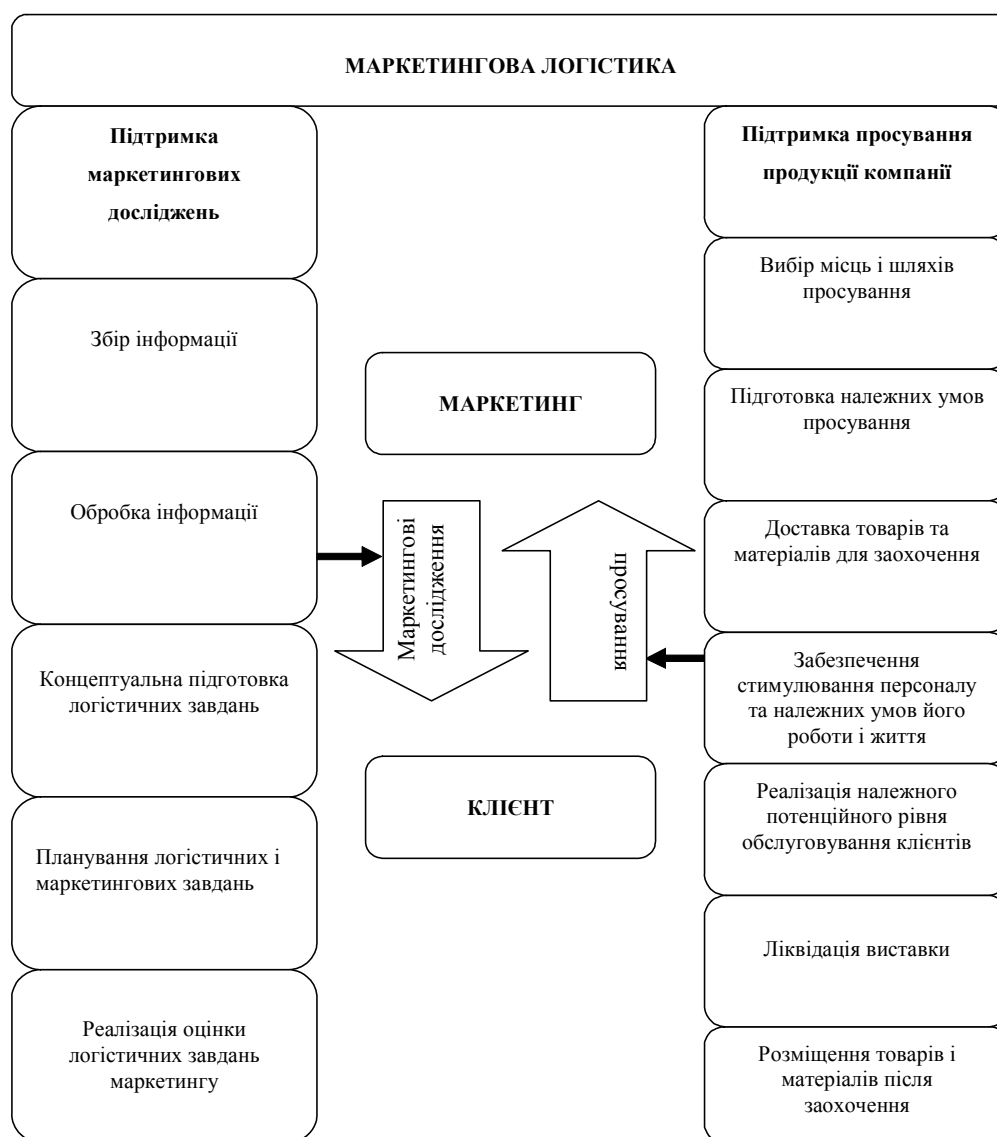 МАРКЕТИНГОВА ЛОГІСТИКА
Підтримка
маркетингових
досліджень
Збір інформації
Обробка інформації
Концептуальна підготовка
логістичних завдань
Планування логістичних і
маркетингових завдань
Реалізація оцінки
логістичних завдань
маркетингу
МАРКЕТИНГ
Маркетингові
дослідження
просування
КЛІЄНТ
Підтримка просування
продукції компанії
Вибір місць і шляхів
просування
Підготовка належних умов
просування
Доставка товарів та
матеріалів для заохочення
Забезпечення
стимулювання персоналу
та належних умов його
роботи і життя
Реалізація належного
потенційного рівня
обслуговування клієнтів
Ліквідація виставки
Розміщення товарів і
матеріалів після
заохочення